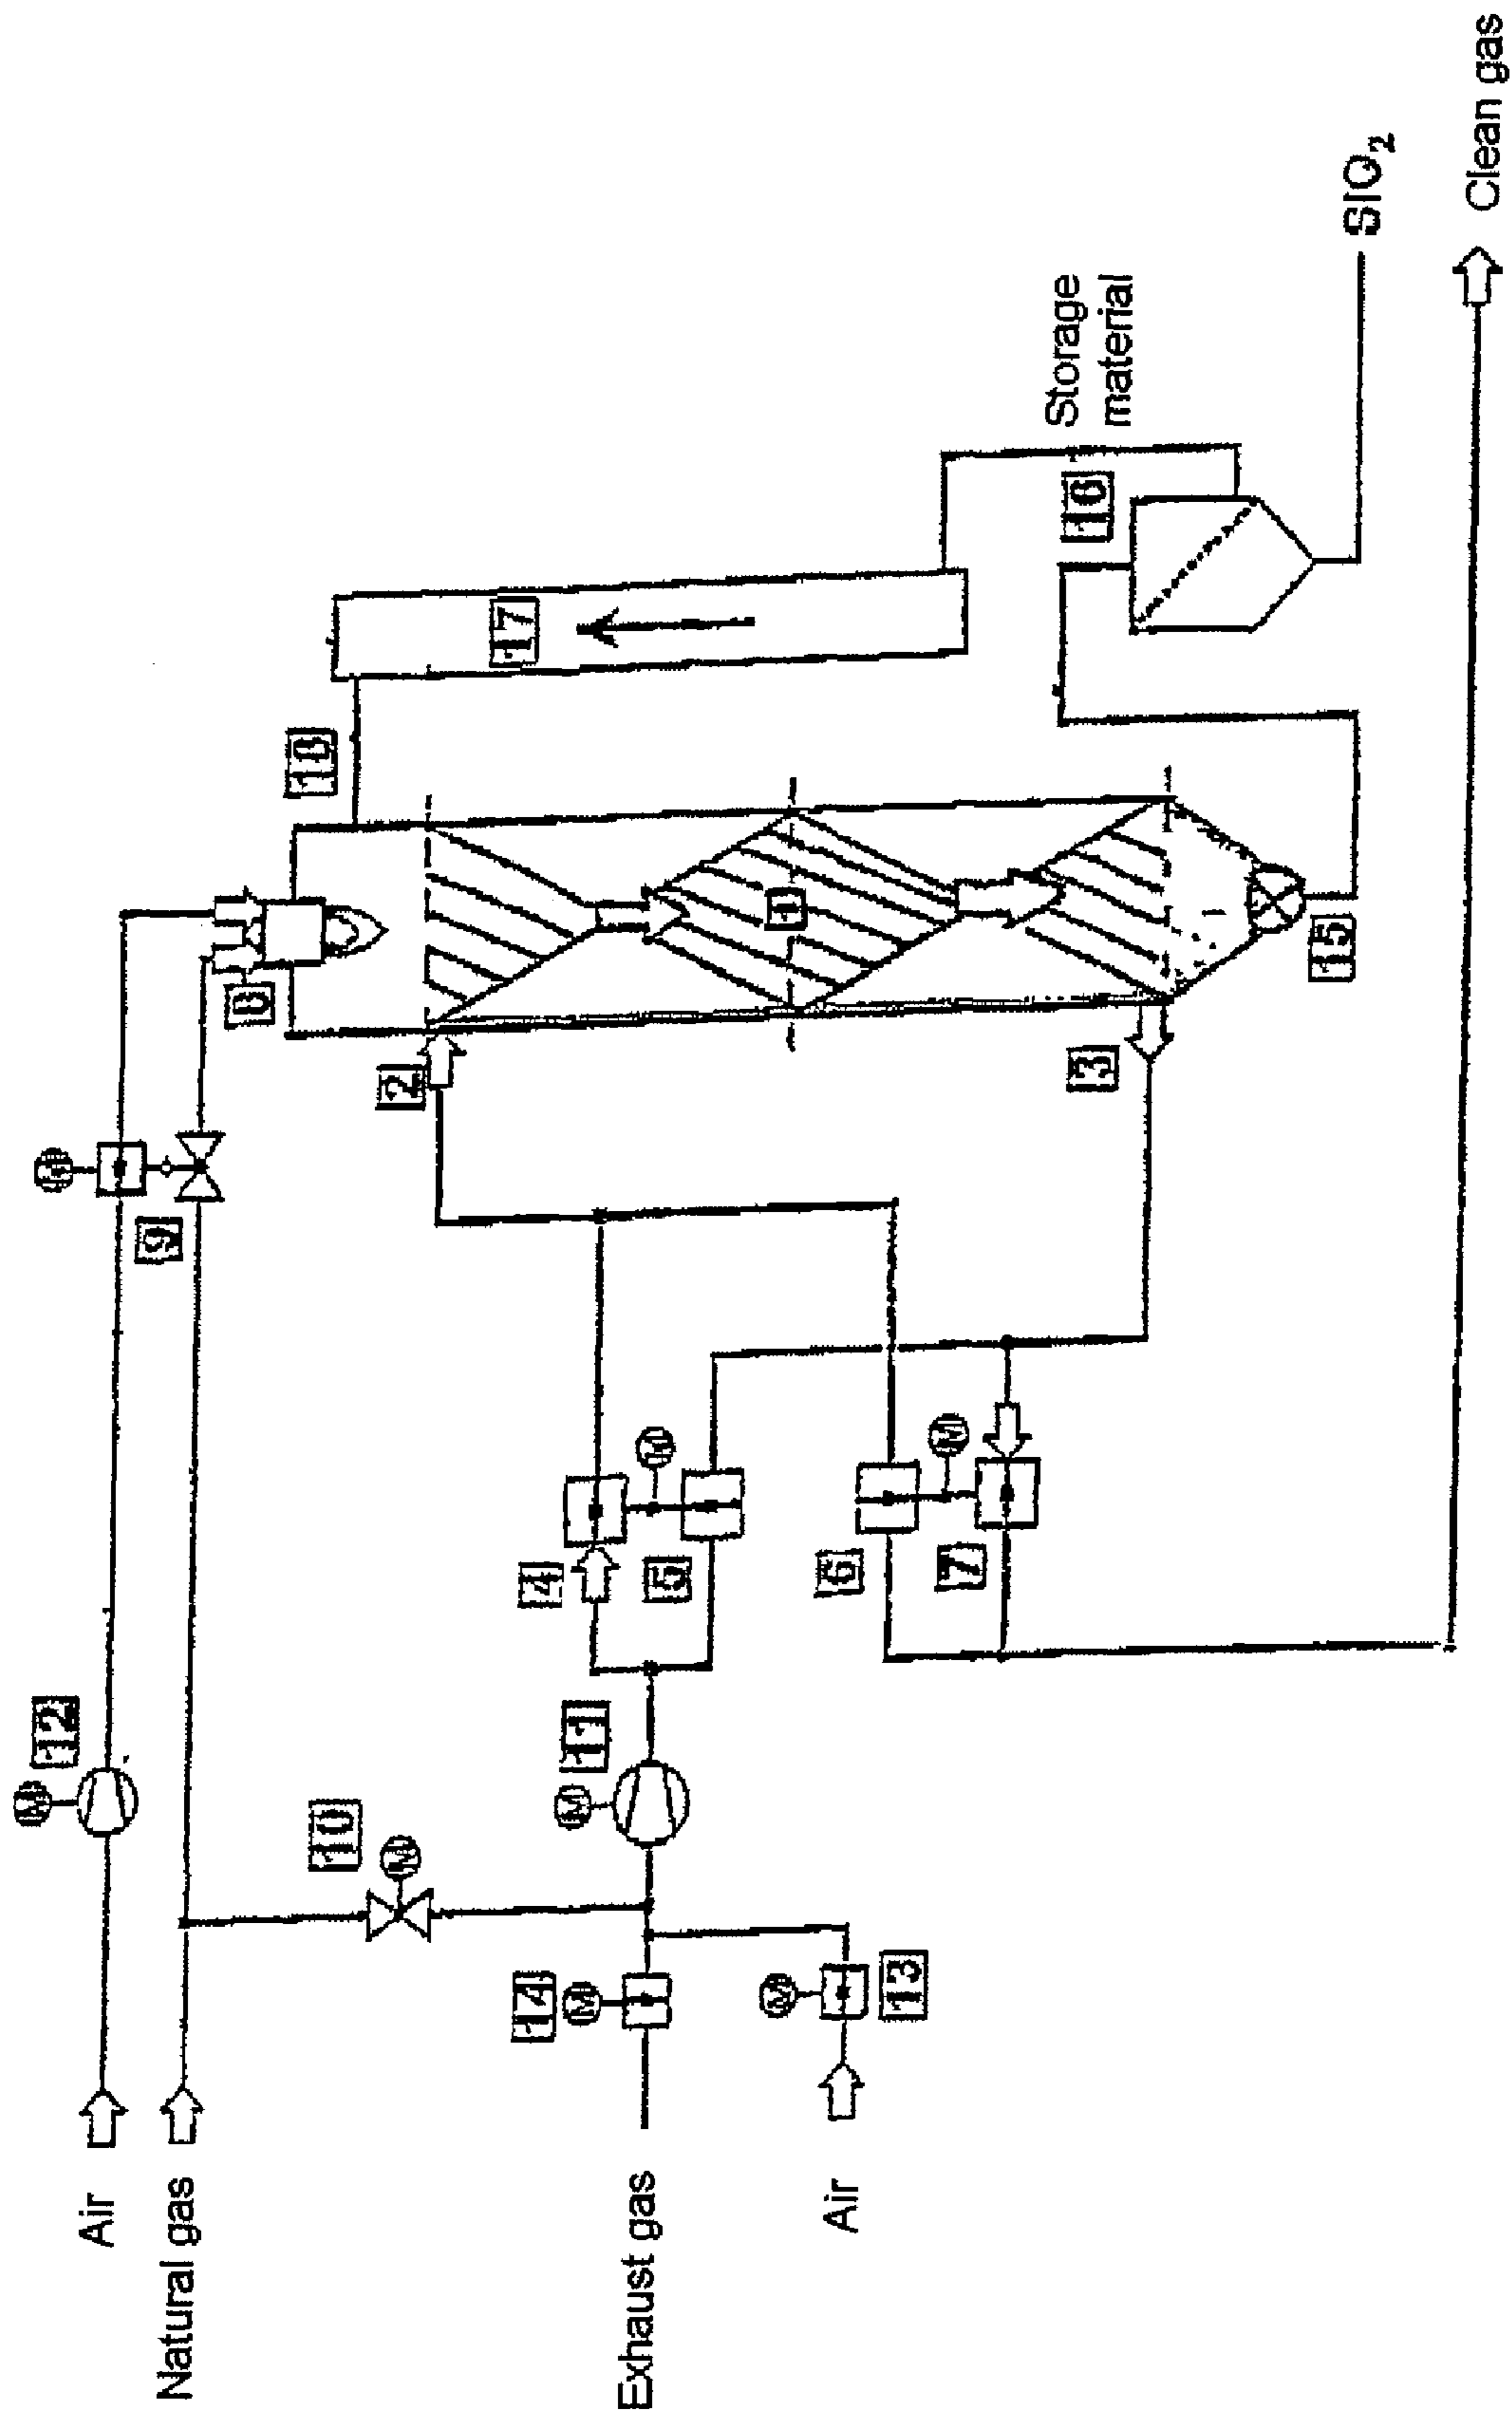 Air
Natural gas
Exhaust gas
Air
M
12
M
9
8
18
17
10
M
11
M
14
M
13
M
4
5
M
6
7
M
2
3
1
15
16
Storage
material
SIO2
Clean gas